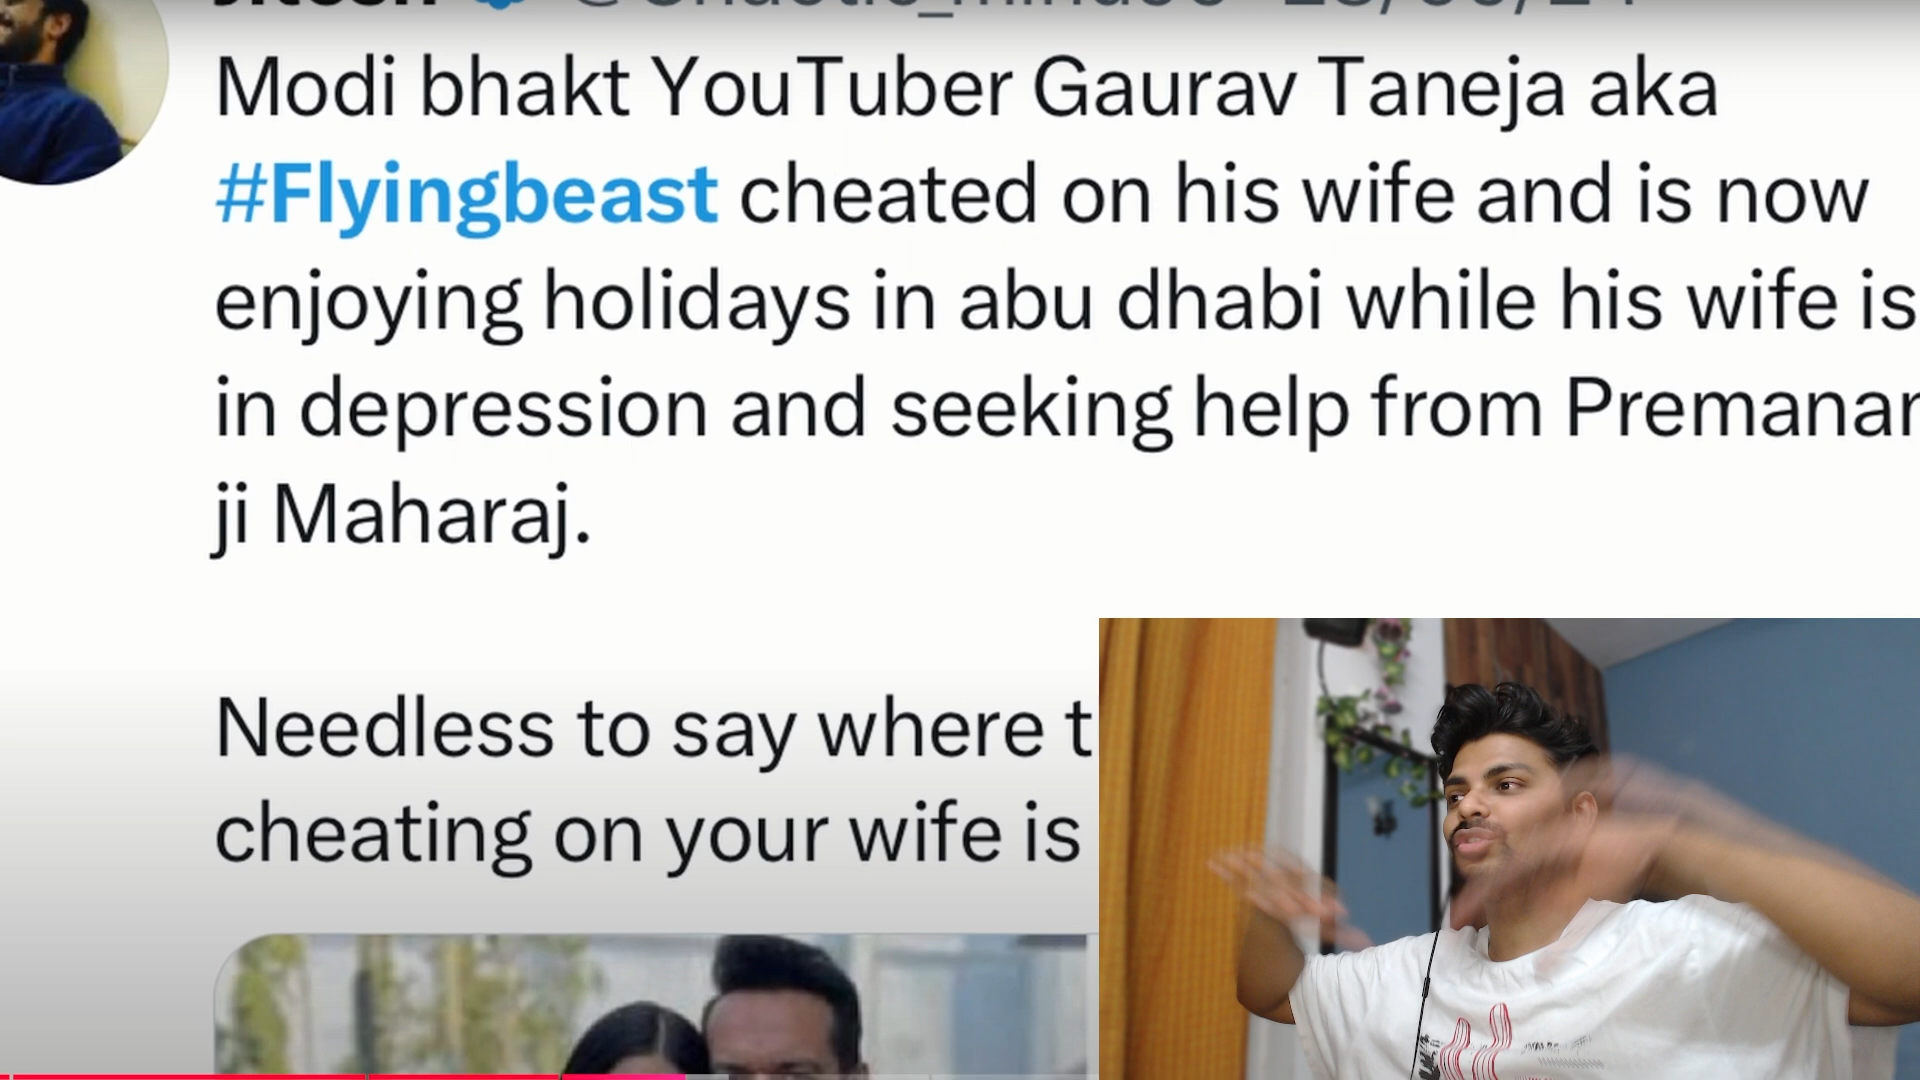 Modi bhakt YouTuber Gaurav Taneja aka
#Flyingbeast cheated on his wife and is now
enjoying holidays in abu dhabi while his wife is
in depression and seeking help from
ji Maharaj.
Needless to say where
cheating on your wife is